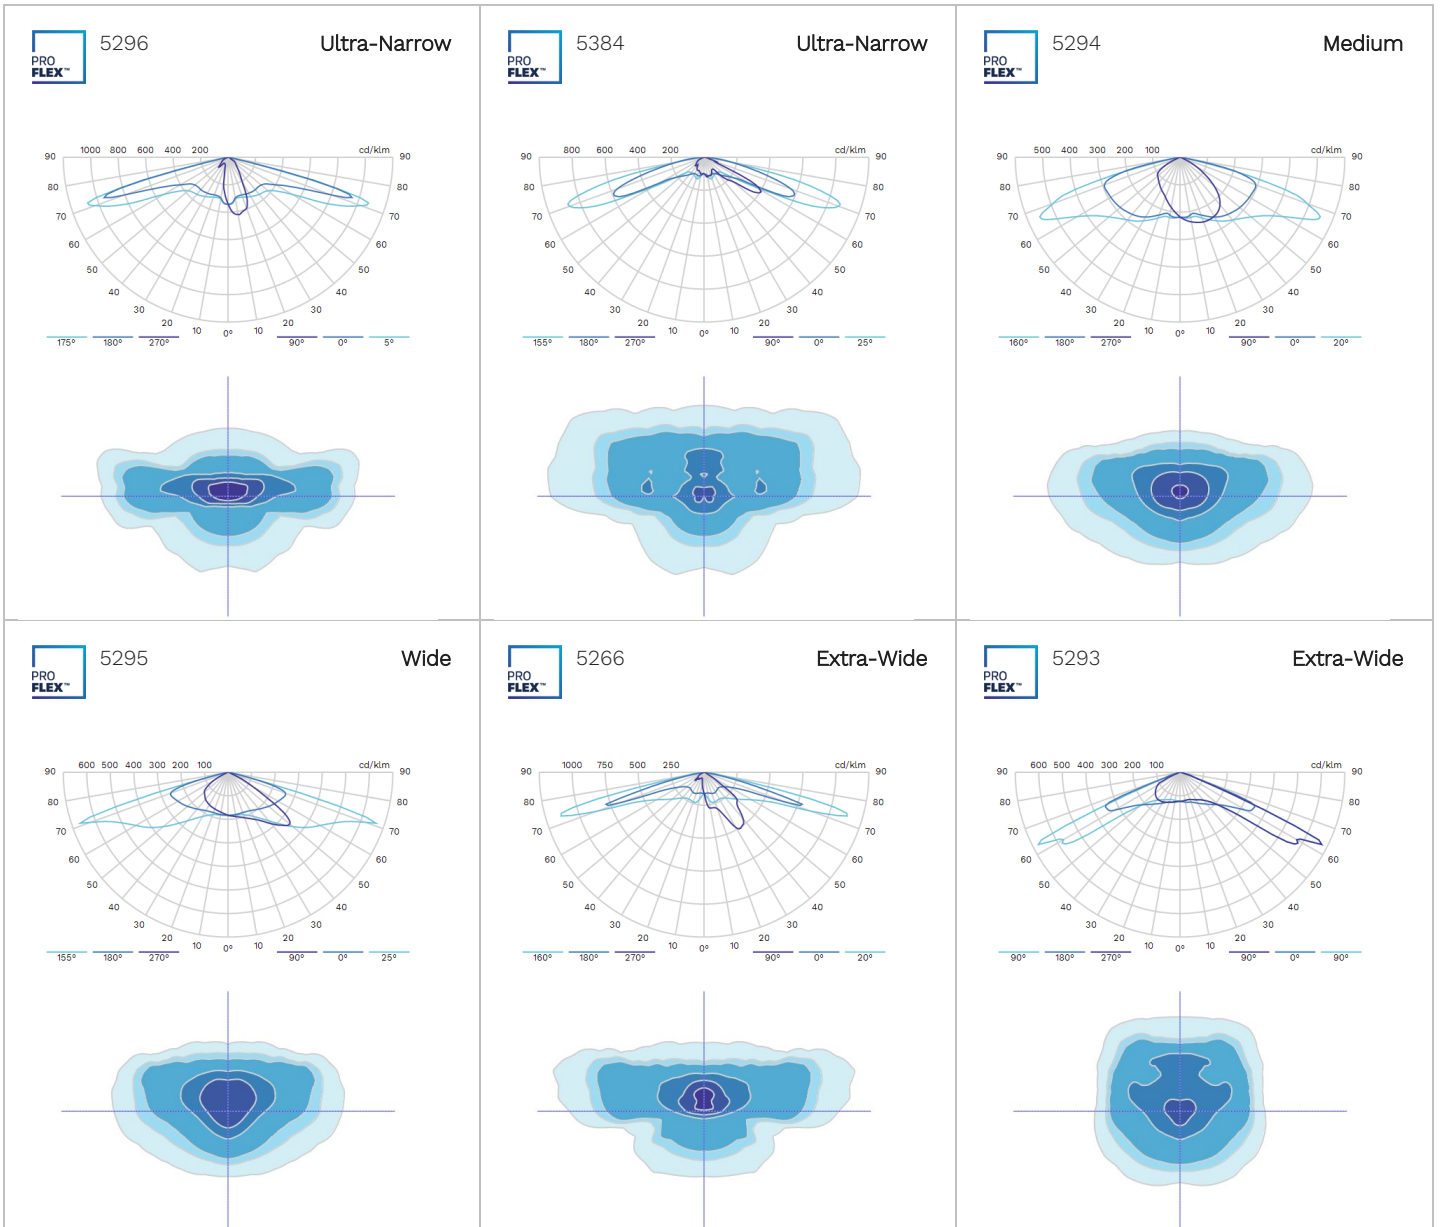 5296 Ultra-Narrow
PRO
FLEX™
90 1000 800 600 400 200 cd/klm 90
80 80
70 70
60 60
50 50
40 40
30 30
20 10 0° 10 20
175° 180° 270° 90° 0° 5°
5384 Ultra-Narrow
PRO
FLEX™
90 800 600 400 200 cd/klm 90
80 80
70 70
60 60
50 50
40 40
30 30
20 10 0° 10 20
155° 180° 270° 90° 0° 25°
5294 Medium
PRO
FLEX™
90 500 400 300 200 100 cd/klm 90
80 80
70 70
60 60
50 50
40 40
30 30
20 10 0° 10 20
160° 180° 270° 90° 0° 20°
5295 Wide
PRO
FLEX™
90 600 500 400 300 200 100 cd/klm 90
80 80
70 70
60 60
50 50
40 40
30 30
20 10 0° 10 20
155° 180° 270° 90° 0° 25°
5266 Extra-Wide
PRO
FLEX™
90 1000 750 500 250 cd/klm 90
80 80
70 70
60 60
50 50
40 40
30 30
20 10 0° 10 20
160° 180° 270° 90° 0° 20°
5293 Extra-Wide
PRO
FLEX™
90 600 500 400 300 200 100 cd/klm 90
80 80
70 70
60 60
50 50
40 40
30 30
20 10 0° 10 20
90° 180° 270° 90° 0° 90°